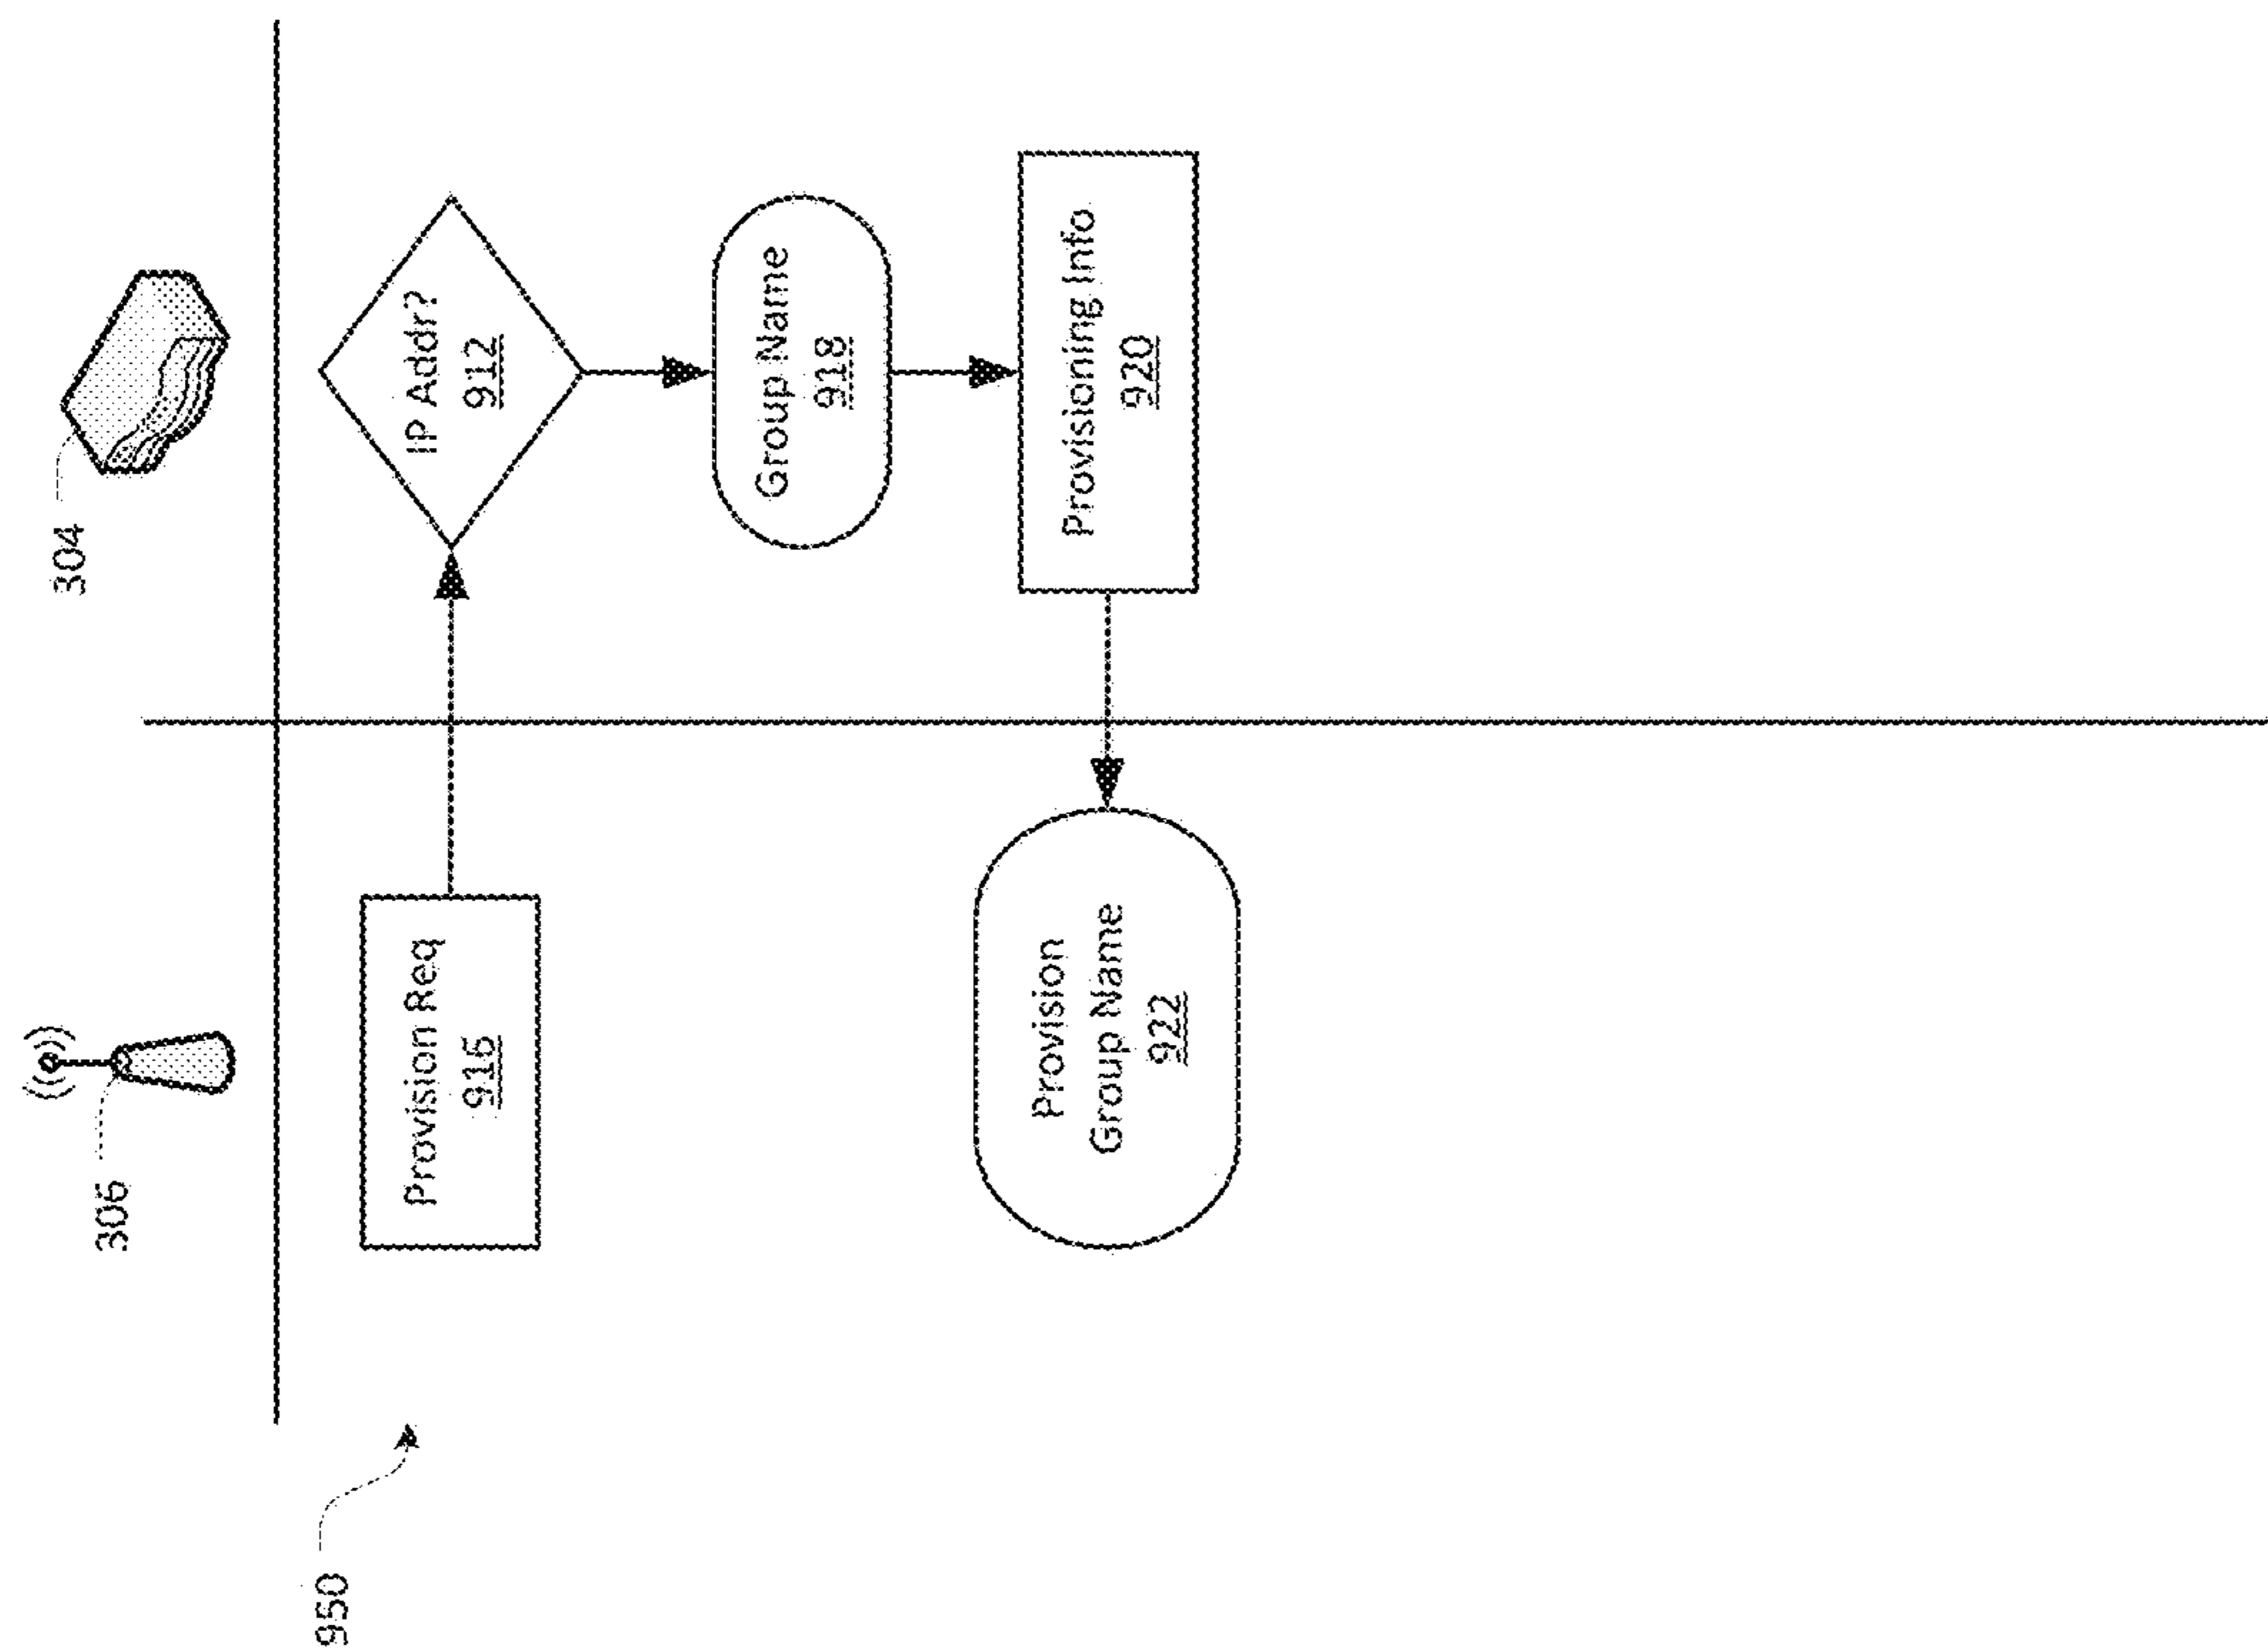 306
304
950
Provision Req
916
IP Addr?
912
Group Name
918
Provisioning Info
920
Provision
Group Name
922